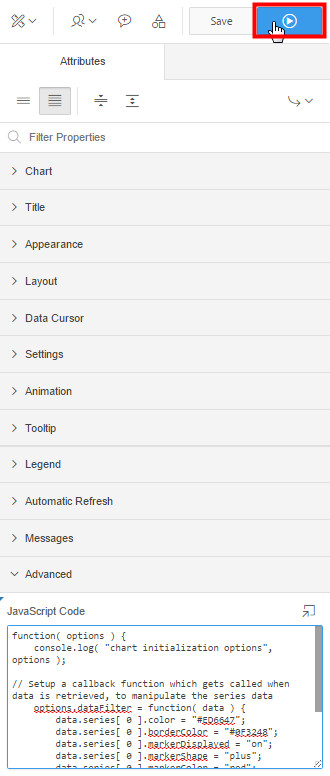 Save
Attributes
Filter Properties
Chart
Title
Appearance
Layout
Data Cursor
Settings
Animation
Tooltip
Legend
Automatic Refresh
Messages
Advanced
JavaScript Code
function( options ) {
console.log( "chart initialization options",
options );
// Setup a callback function which gets called when
data is retrieved, to manipulate the series data
options.dataFilter = function( data ) {
data.series[ 0 ].color = "#ED6647";
data.series[ 0 ].borderColor = "#0F3248";
data.series[ 0 ].markerDisplayed = "on";
data.series[ 0 ].markerShape = "plus";
data.series[ 0 ].markerColor = "red";